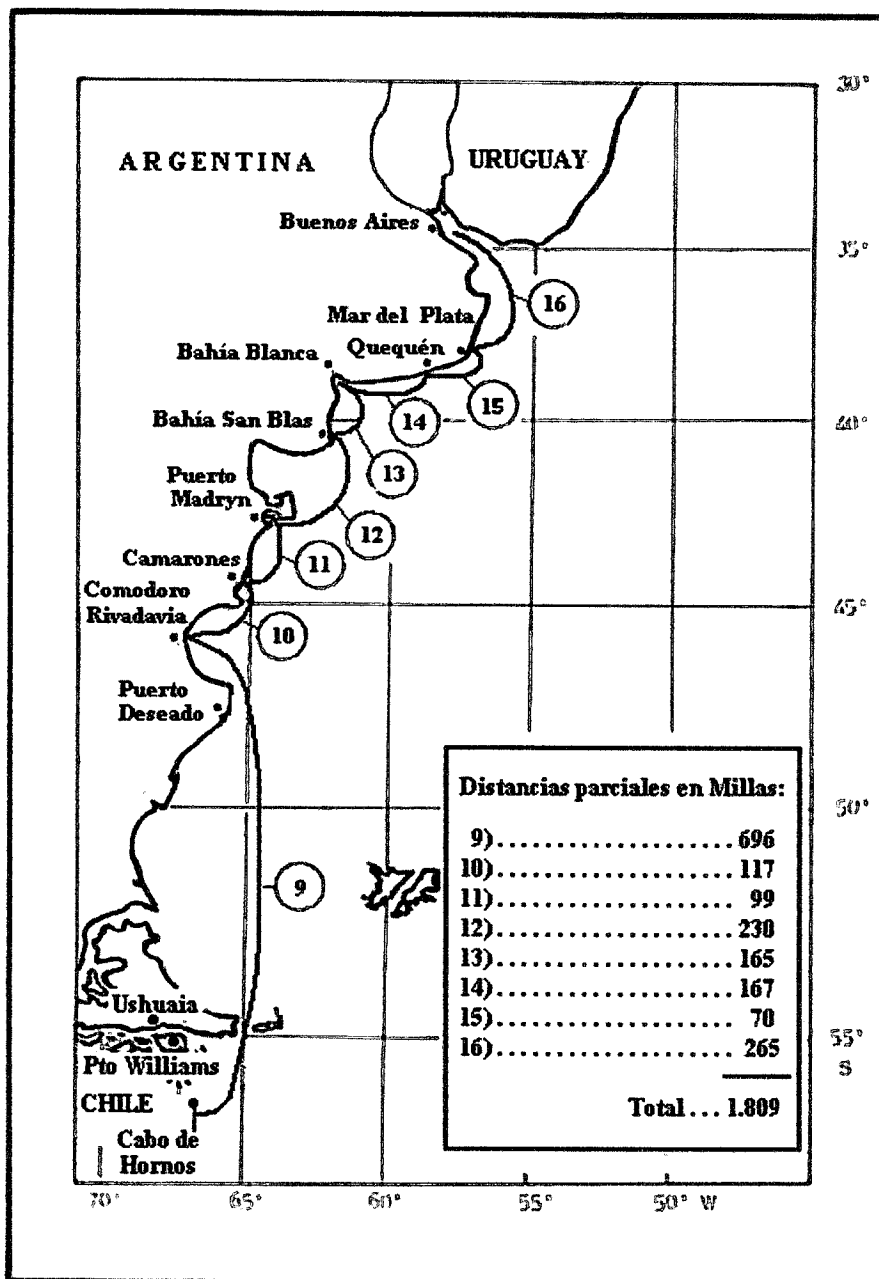 30°
ARGENTINA
URUGUAY
Buenos Aires
35°
16
Mar del Plata
Bahía Blanca
Quequén
15
14
Bahía San Blas
40°
13
Puerto
Madryn
12
Camarones
11
Comodoro
Rivadavia
45°
10
Puerto
Deseado
Distancias parciales en Millas:
50°
9)........................ 696
10)....................... 117
11)....................... 99
12)....................... 230
13)....................... 165
14)....................... 167
15)....................... 70
16)....................... 265
Total... 1.809
9
Ushuaia
55°
S
Pto Williams
CHILE
Cabo de
Hornos
70°
65°
60°
55°
50° W